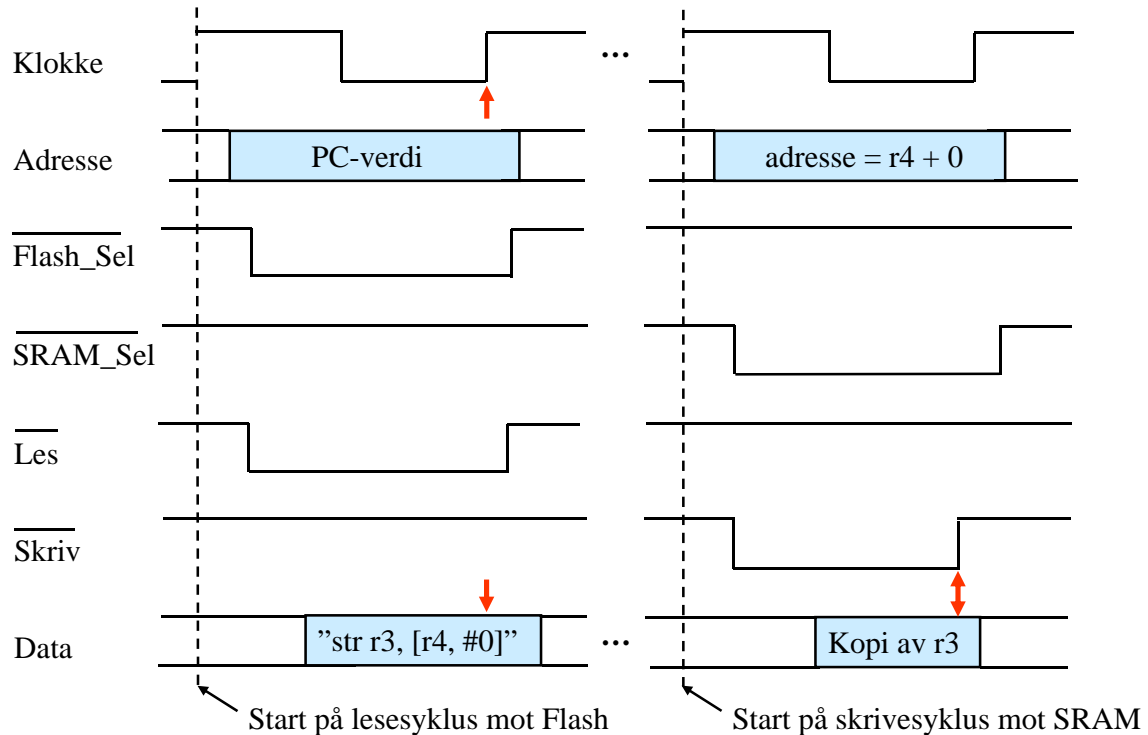 ...
Klokke
Adresse
PC-verdi
adresse = r4 + 0
Flash_Sel
SRAM_Sel
Les
Skriv
Data
”str r3, [r4, #0]”
...
Kopi av r3
Start på lesesyklus mot Flash
Start på skrivesyklus mot SRAM